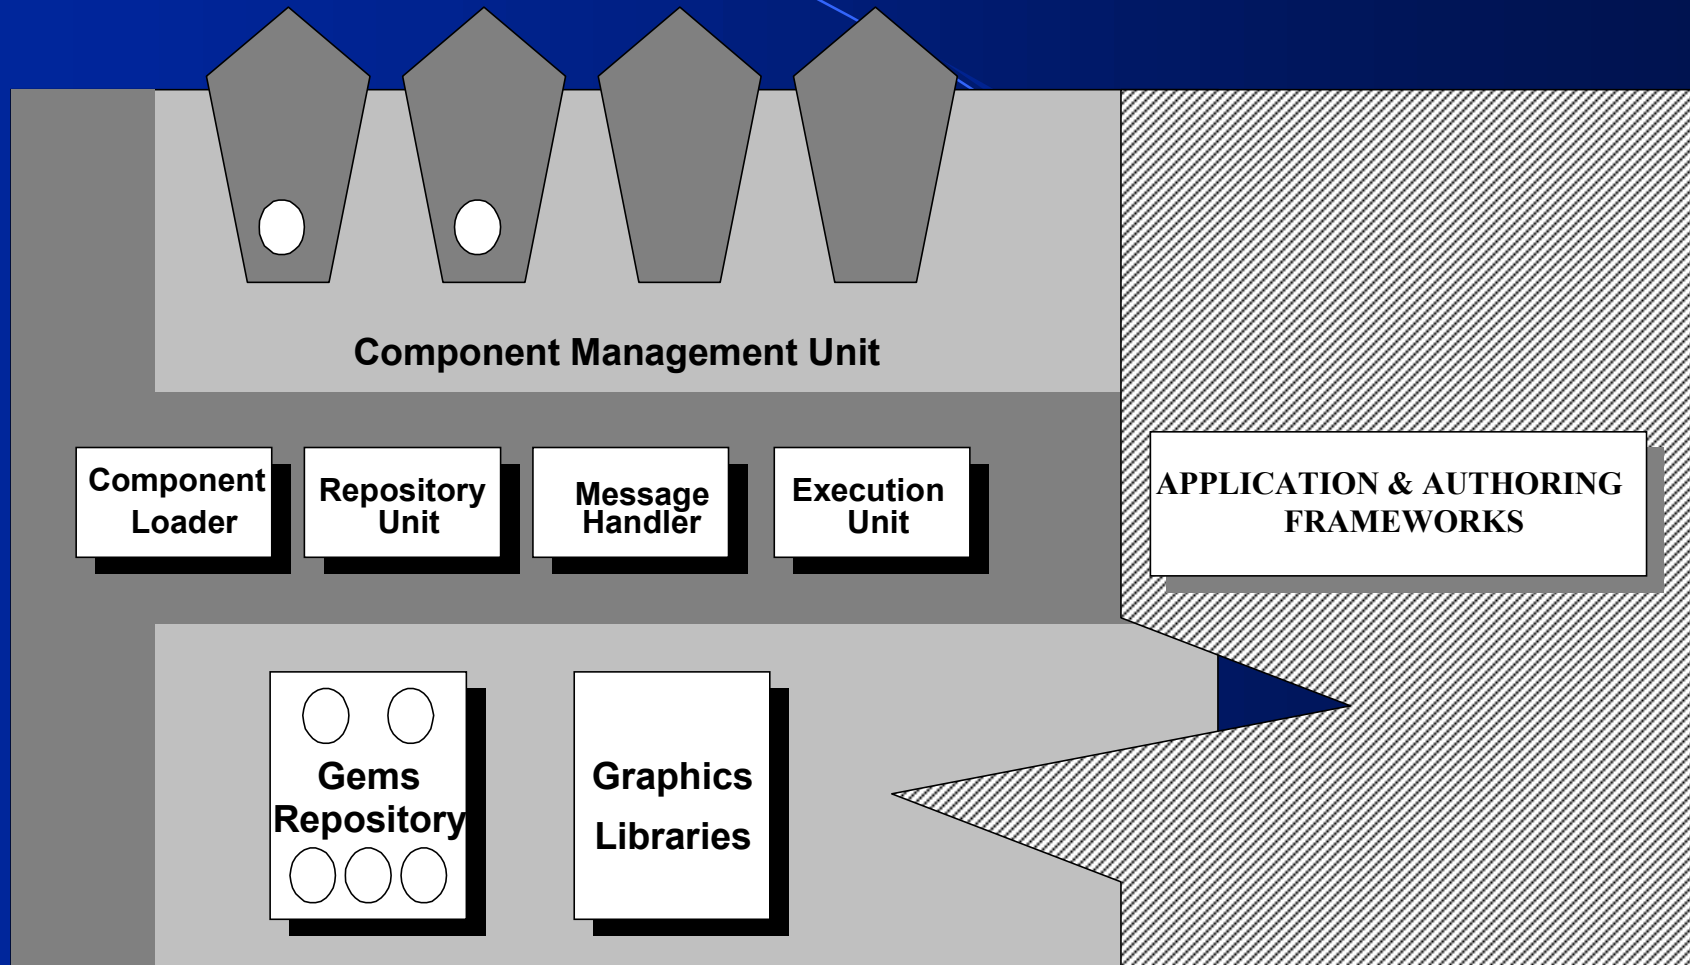 Component Management Unit
Component
Loader
Repository
Unit
Message
Handler
Execution
Unit
APPLICATION & AUTHORING
FRAMEWORKS
Gems
Repository
Graphics
Libraries